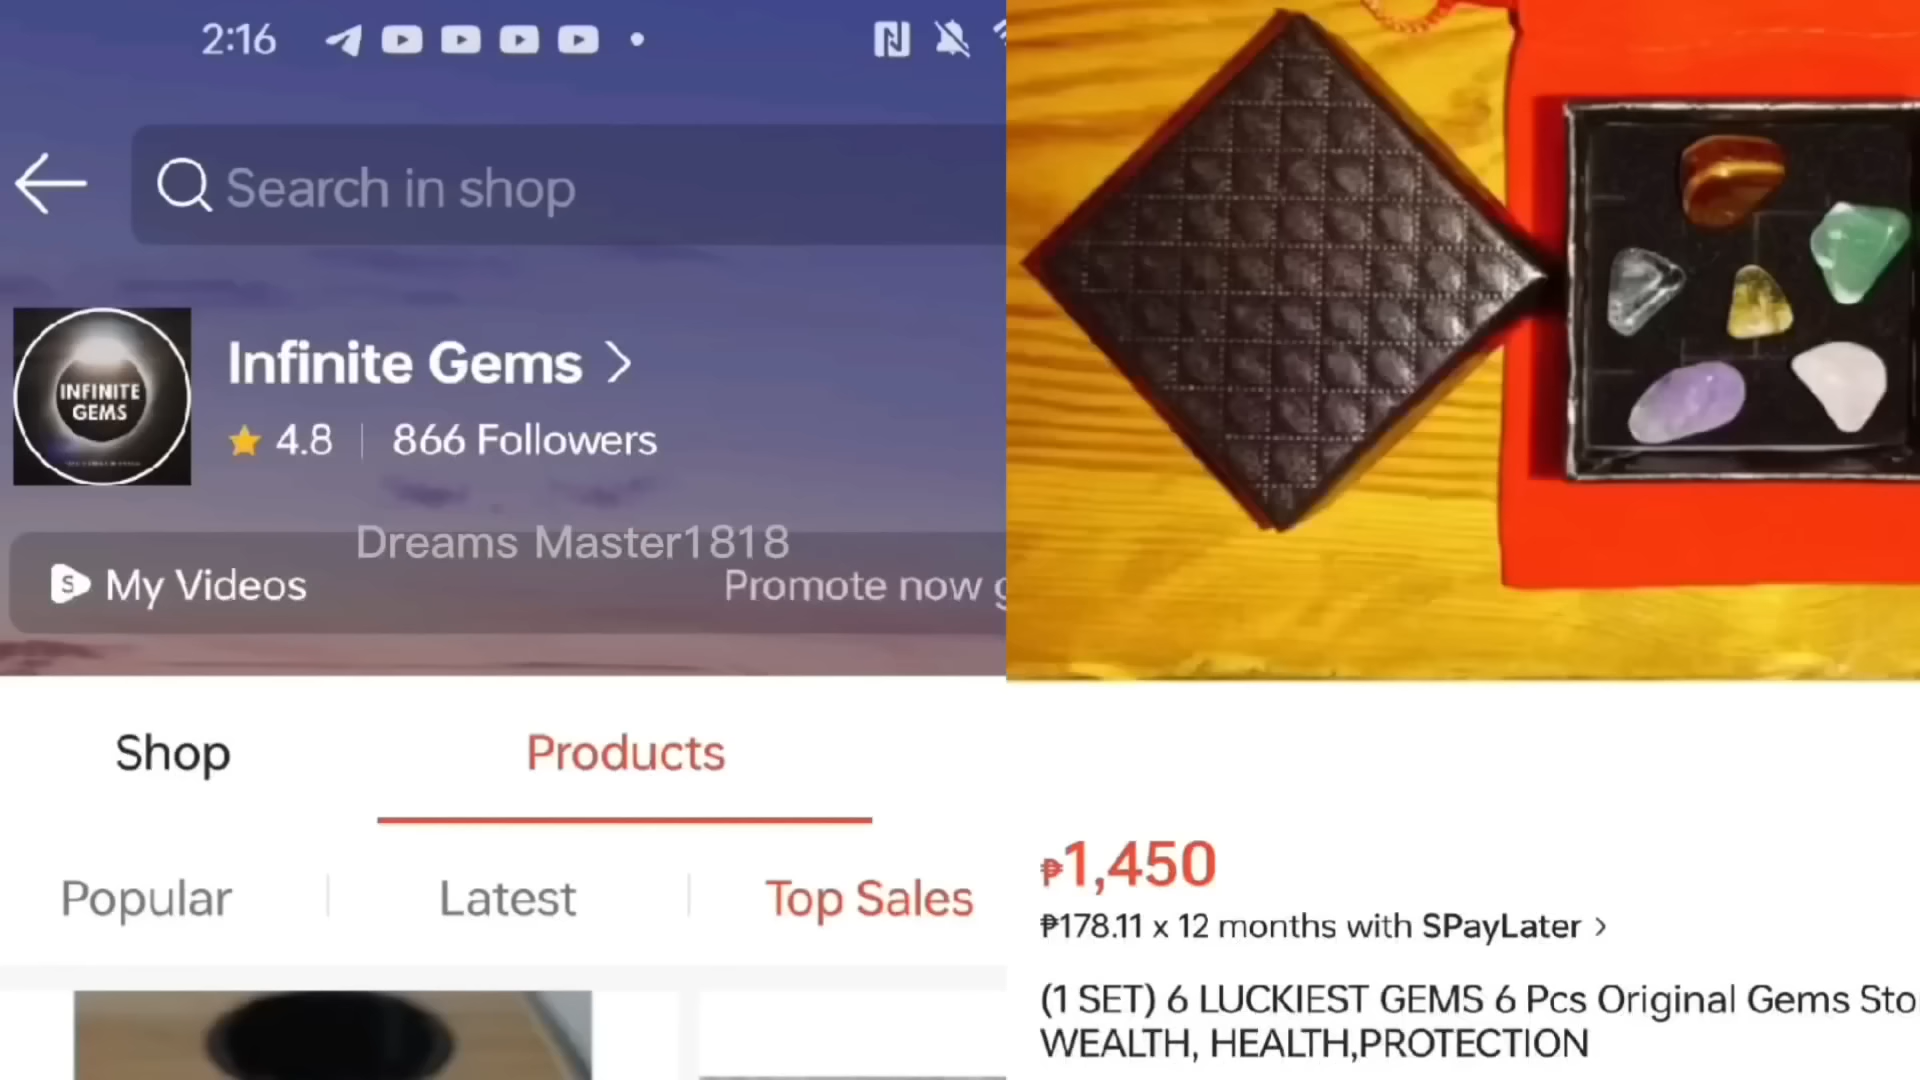 2:16
Search in shop
INFINITE
GEMS
Infinite Gems
4.8
866 Followers
Dreams Master1818
S
My Videos
Promote now g
Shop
Products
Popular
Latest
Top Sales
₱1,450
₱178.11 x 12 months with SPayLater >
(1 SET) 6 LUCKIEST GEMS 6 Pcs Original Gems Sto
WEALTH, HEALTH,PROTECTION